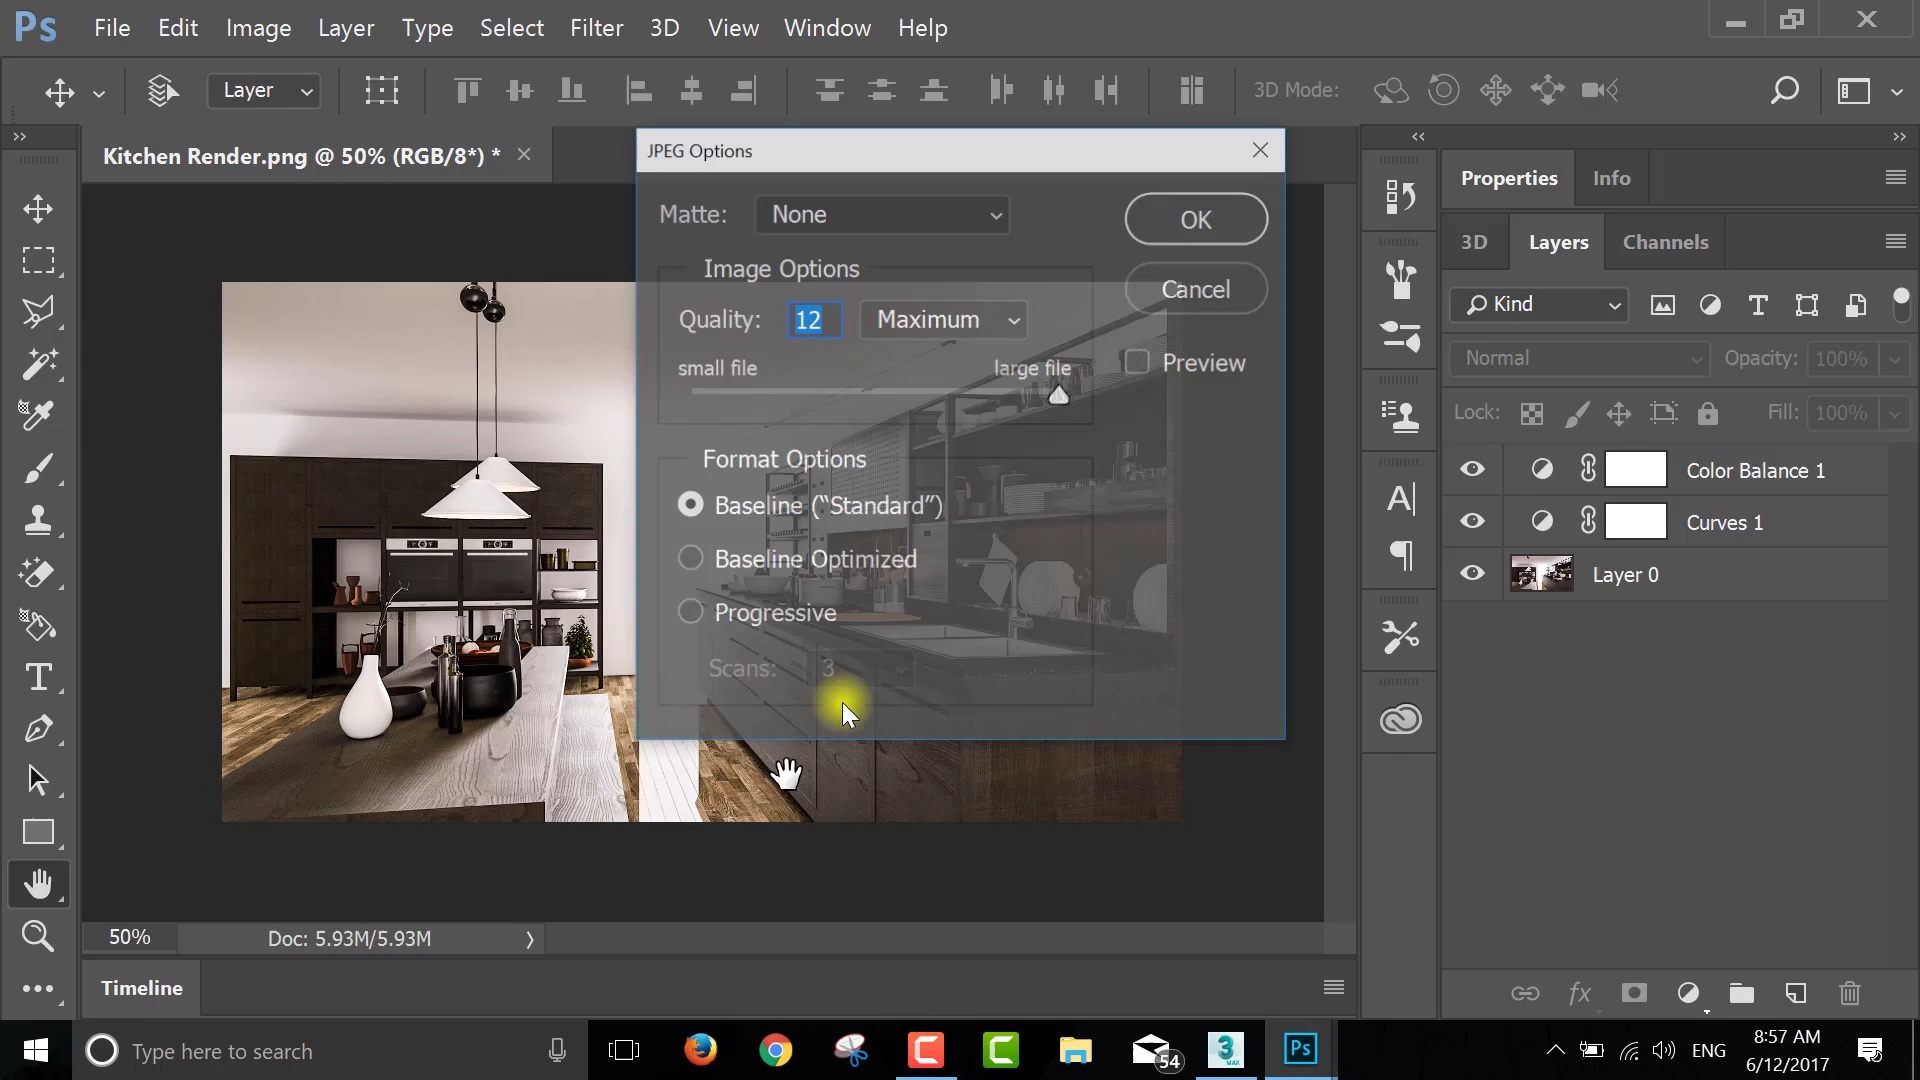 Ps File Edit Image Layer Type Select Filter 3D View Window Help
Layer 3D Mode:
Kitchen Render.png @ 50% (RGB/8*) *
JPEG Options
Matte: None OK
Image Options
Cancel
Quality: 12 Maximum
Preview
small file large file
Format Options
Baseline (“Standard”)
Baseline Optimized
Progressive
Scans: 3
Properties Info
3D Layers Channels
Kind
Normal Opacity: 100%
Lock: Fill: 100%
Color Balance 1
Curves 1
Layer 0
50% Doc: 5.93M/5.93M
Timeline
fx
Type here to search
54
MAX
Ps
ENG
8:57 AM
6/12/2017